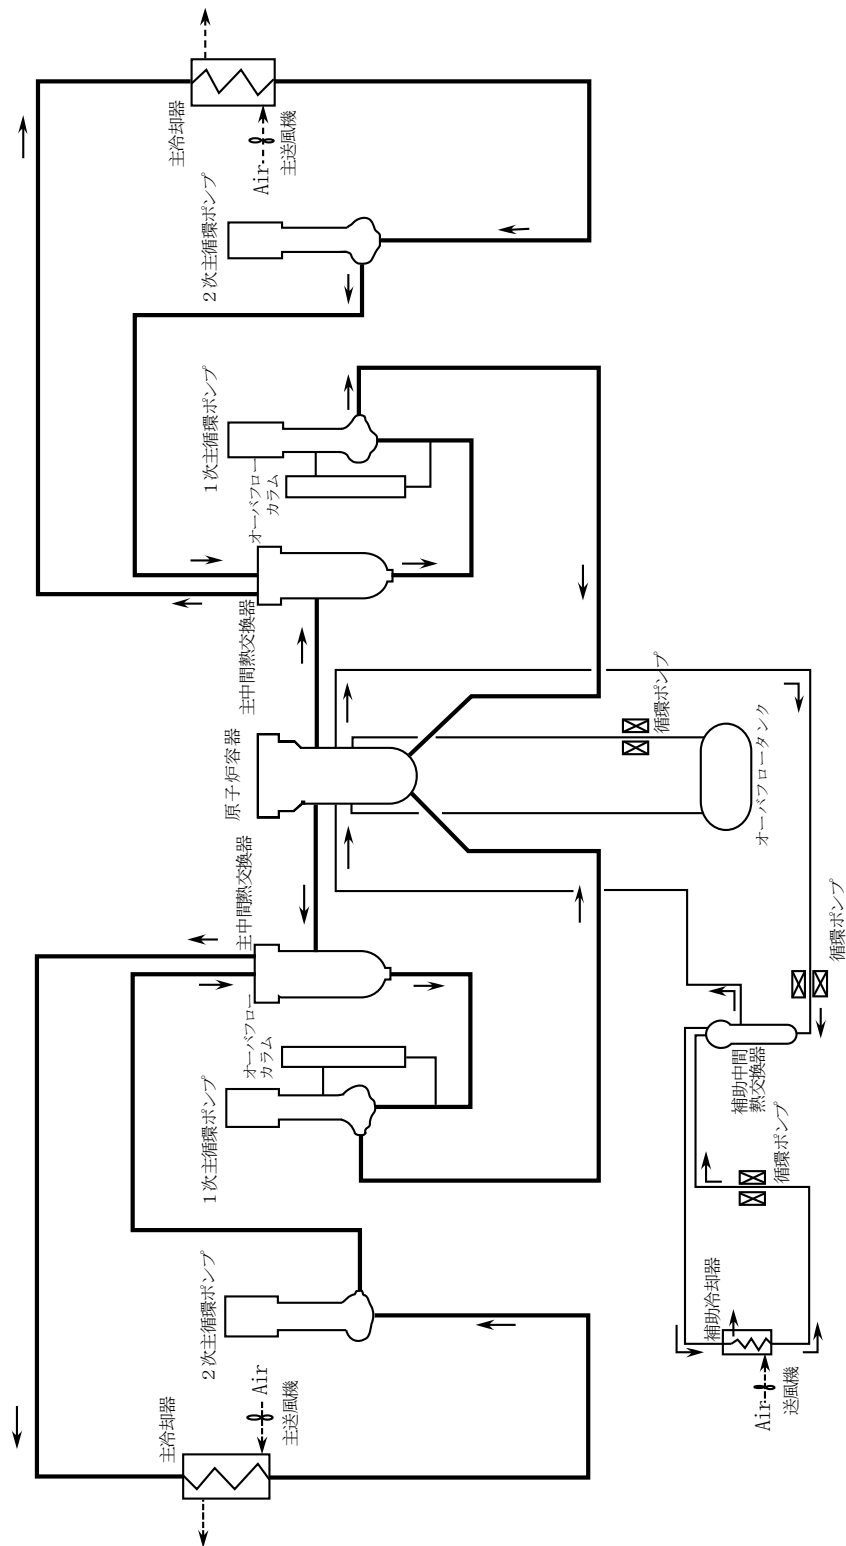 主冷却器
Air
主送風機
２次主循環ポンプ
１次主循環ポンプ
オーバフロー
カラム
主中間熱交換器
原子炉容器
主中間熱交換器
オーバフロー
カラム
１次主循環ポンプ
２次主循環ポンプ
主冷却器
Air
主送風機
循環ポンプ
オーバフロータンク
補助冷却器
Air
送風機
循環ポンプ
補助中間
熱交換器
循環ポンプ